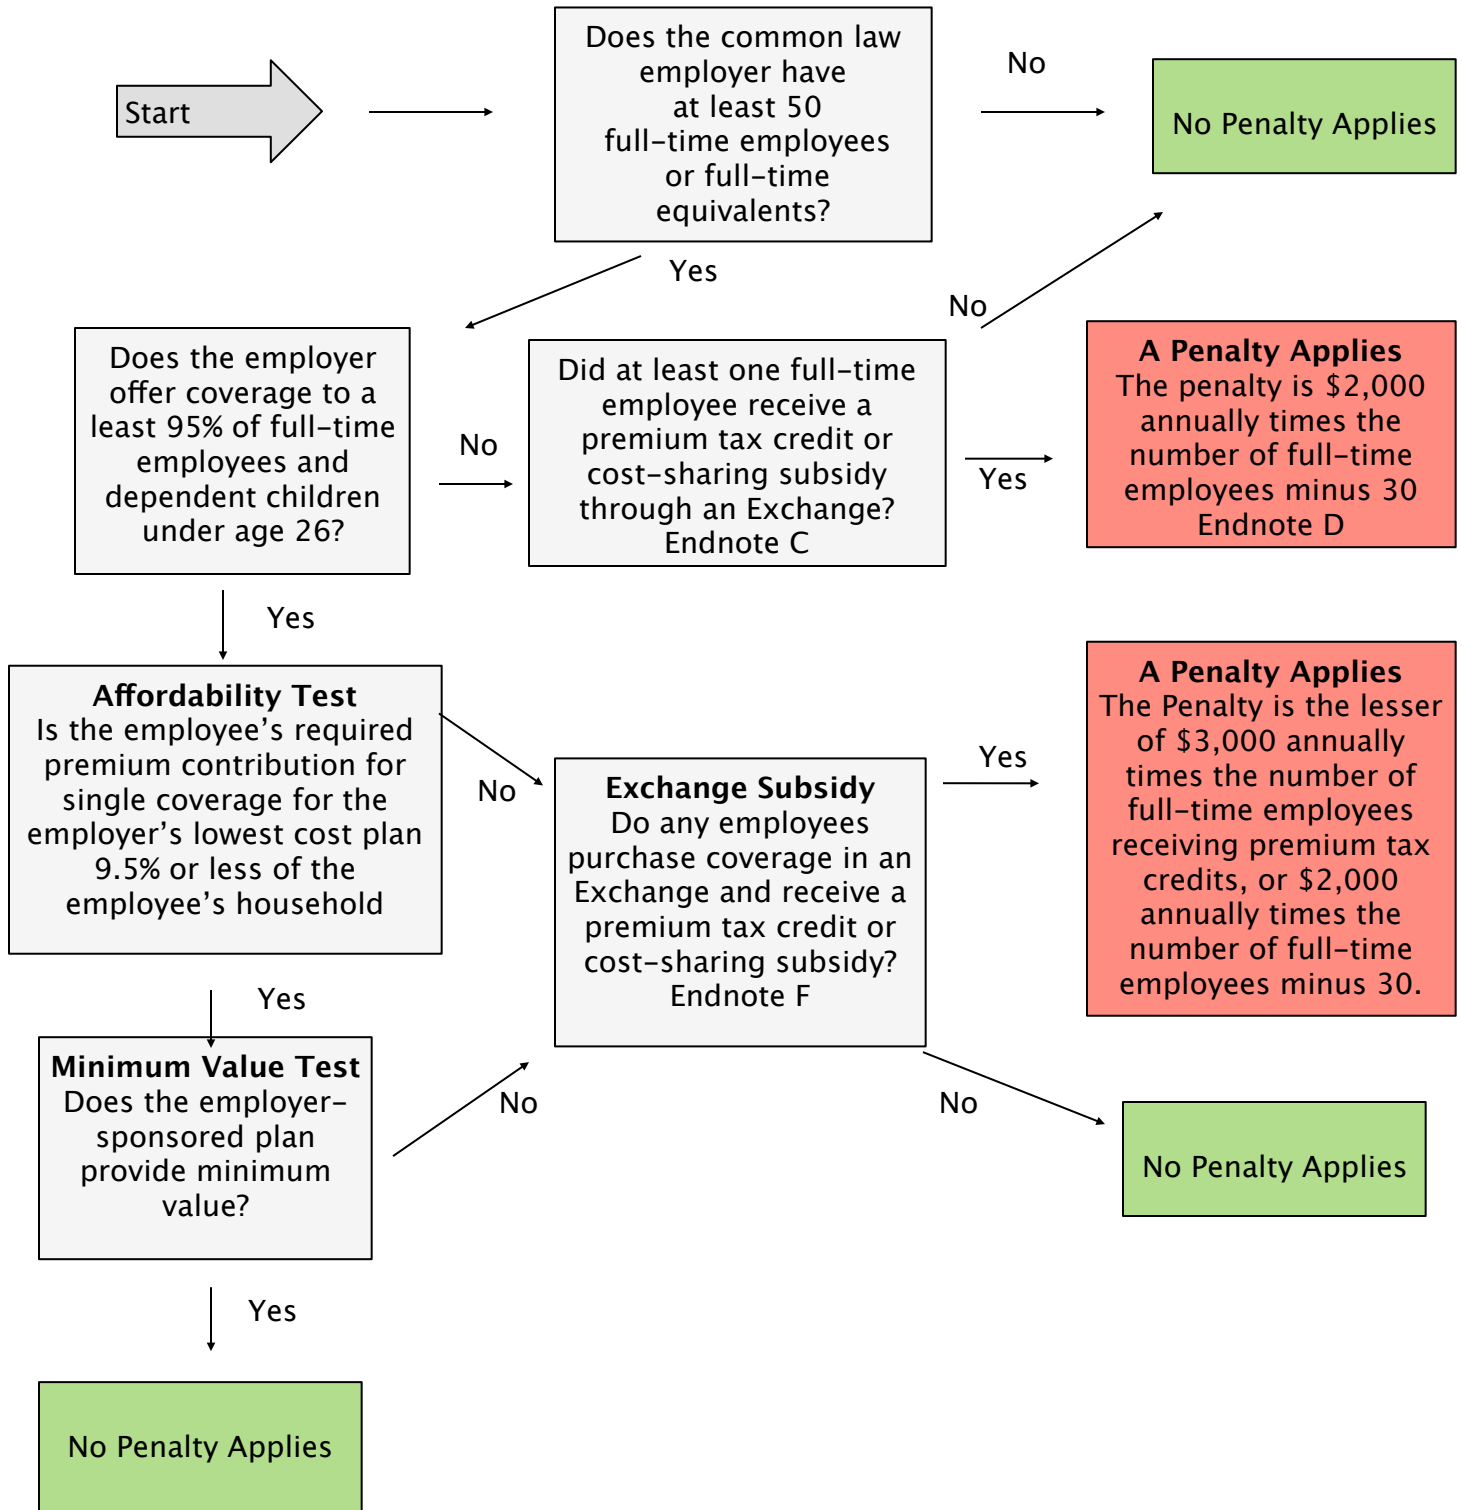 Start
Does the common law
employer have
at least 50
full-time employees
or full-time
equivalents?
No
No Penalty Applies
Yes
Does the employer
offer coverage to a
least 95% of full-time
employees and
dependent children
under age 26?
No
Did at least one full-time
employee receive a
premium tax credit or
cost-sharing subsidy
through an Exchange?
Endnote C
No
Yes
A Penalty Applies
The penalty is $2,000
annually times the
number of full-time
employees minus 30
Endnote D
Yes
Affordability Test
Is the employee’s required
premium contribution for
single coverage for the
employer’s lowest cost plan
9.5% or less of the
employee’s household
No
Exchange Subsidy
Do any employees
purchase coverage in an
Exchange and receive a
premium tax credit or
cost-sharing subsidy?
Endnote F
Yes
A Penalty Applies
The Penalty is the lesser
of $3,000 annually
times the number of
full-time employees
receiving premium tax
credits, or $2,000
annually times the
number of full-time
employees minus 30.
Yes
Minimum Value Test
Does the employer-
sponsored plan
provide minimum
value?
No
No
No Penalty Applies
Yes
No Penalty Applies